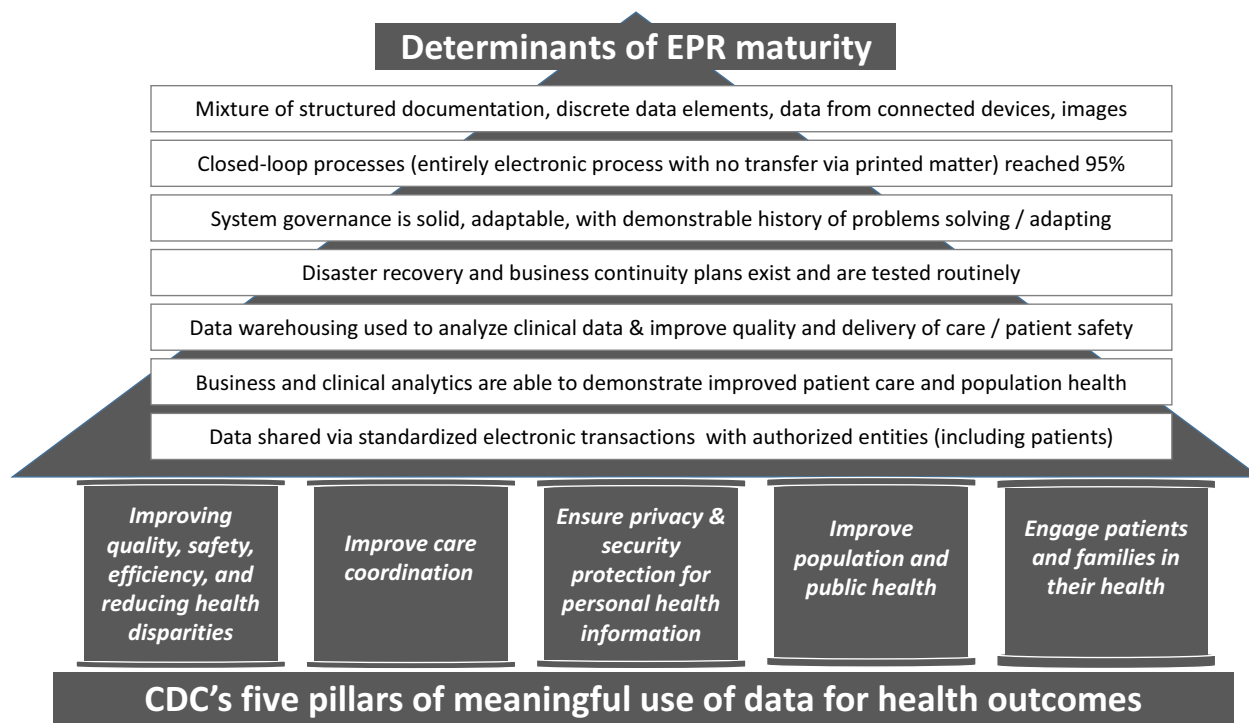 Determinants of EPR maturity
Mixture of structured documentation, discrete data elements, data from connected devices, images
Closed-loop processes (entirely electronic process with no transfer via printed matter) reached 95%
System governance is solid, adaptable, with demonstrable history of problems solving / adapting
Disaster recovery and business continuity plans exist and are tested routinely
Data warehousing used to analyze clinical data & improve quality and delivery of care / patient safety
Business and clinical analytics are able to demonstrate improved patient care and population health
Data shared via standardized electronic transactions with authorized entities (including patients)
Improving
quality, safety,
efficiency, and
reducing health
disparities
Improve care
coordination
Ensure privacy &
security
protection for
personal health
information
Improve
population and
public health
Engage patients
and families in
their health
CDC's five pillars of meaningful use of data for health outcomes